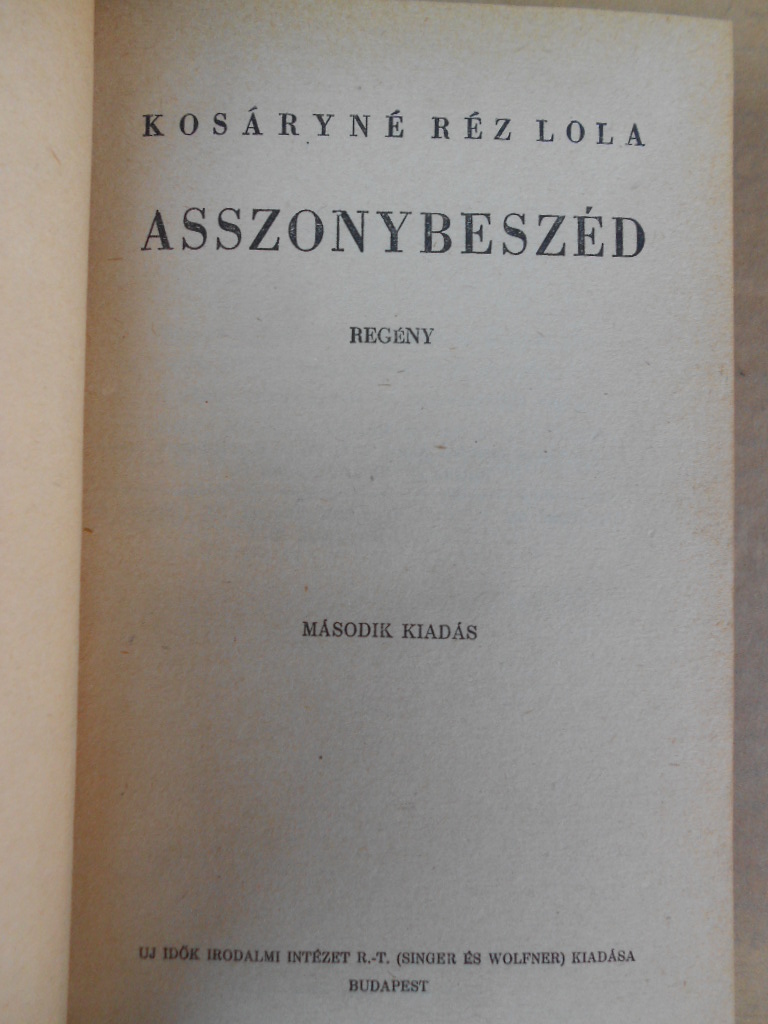 KOSÁRYNÉ RÉZ LOLA
ASSZONYBESZÉD
REGÉNY
MÁSODIK KIADÁS
UJ IDŐK IRODALMI INTÉZET R.-T. (SINGER ÉS WOLFNER) KIADÁSA
BUDAPEST